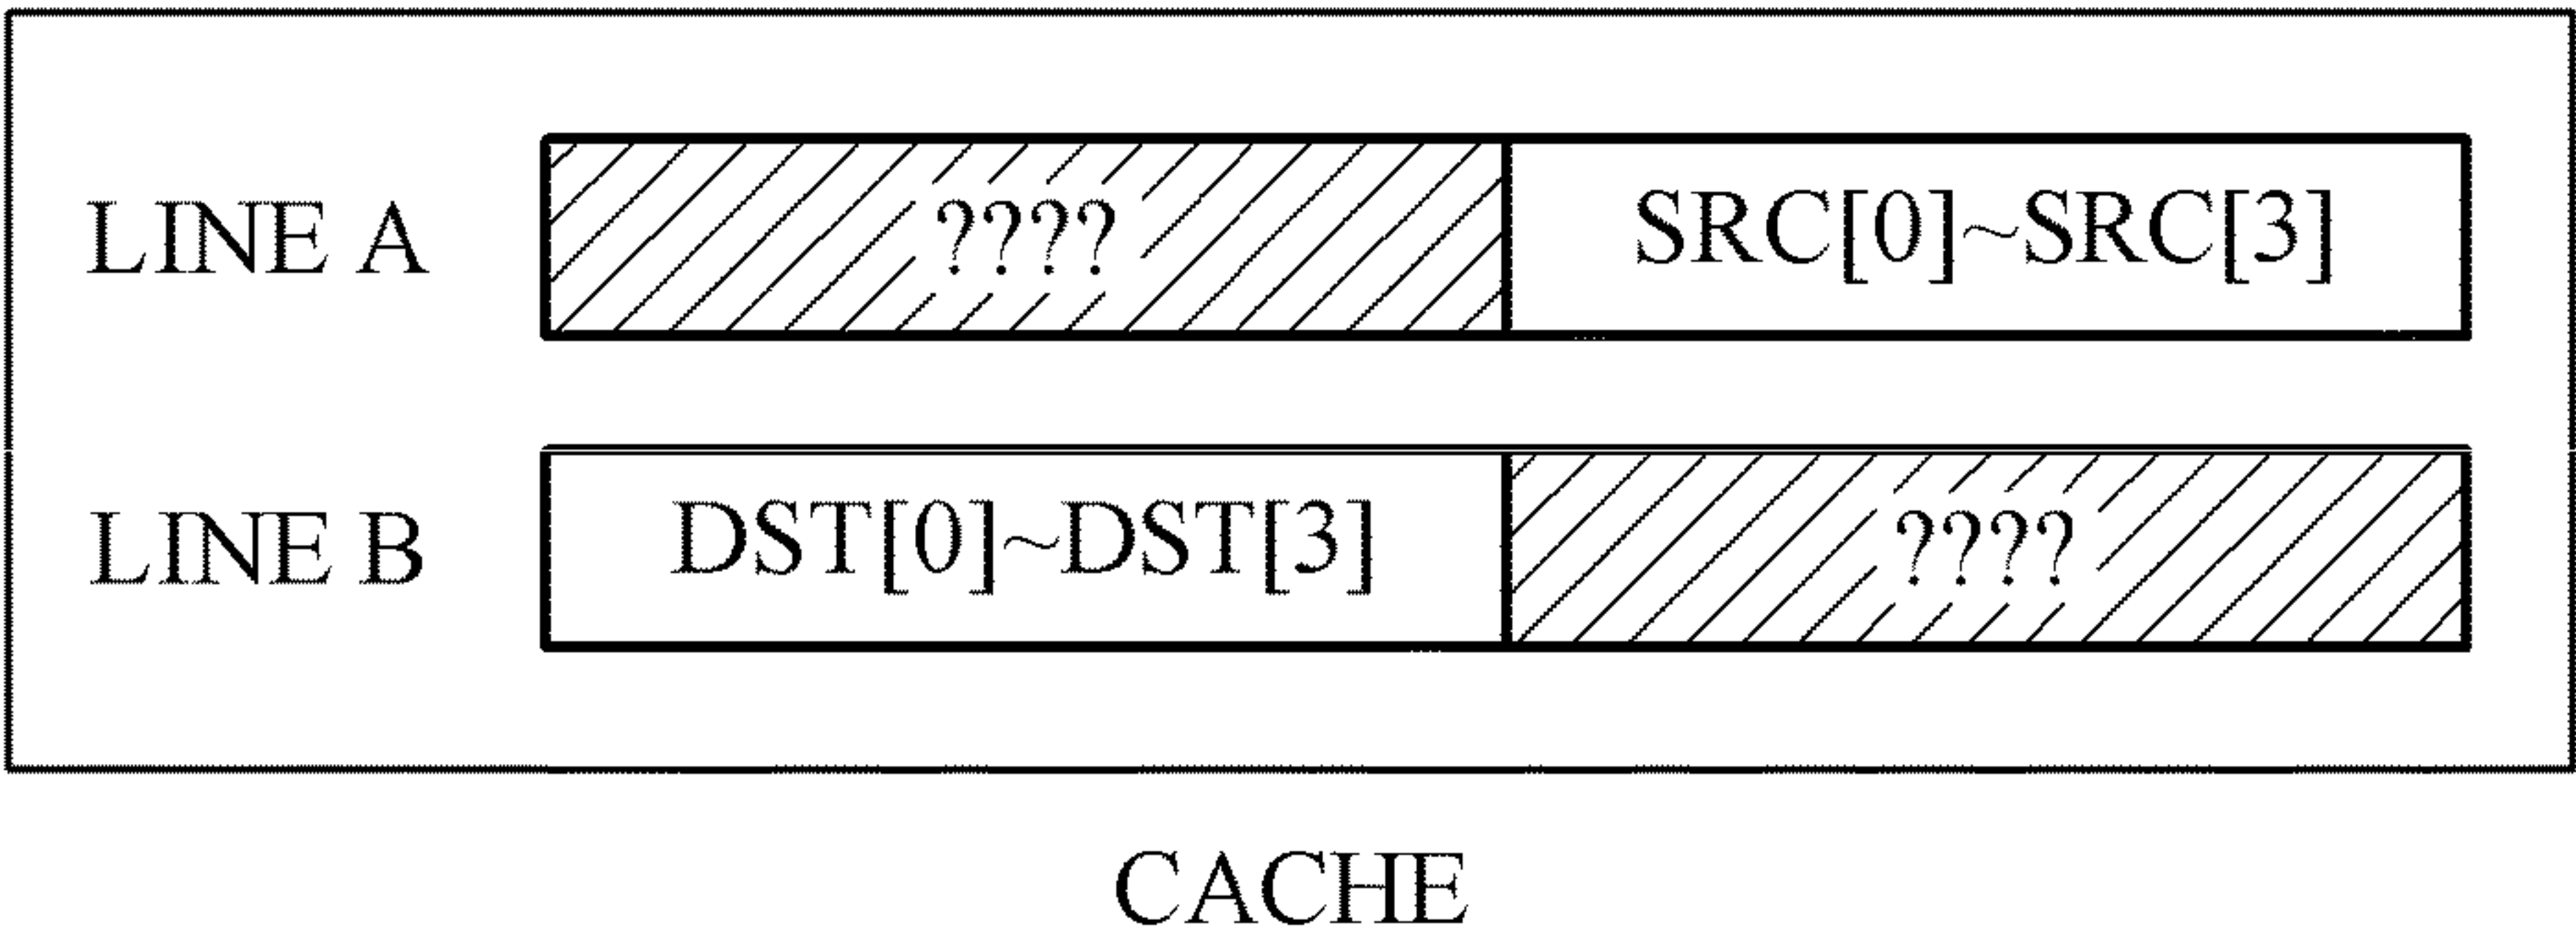 LINE A ???? SRC[0]~SRC[3]
LINE B DST[0]~DST[3] ????
CACHE